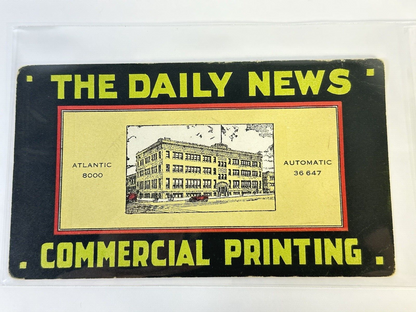 THE DAILY NEWS
ATLANTIC
8000
AUTOMATIC
36 647
COMMERCIAL PRINTING